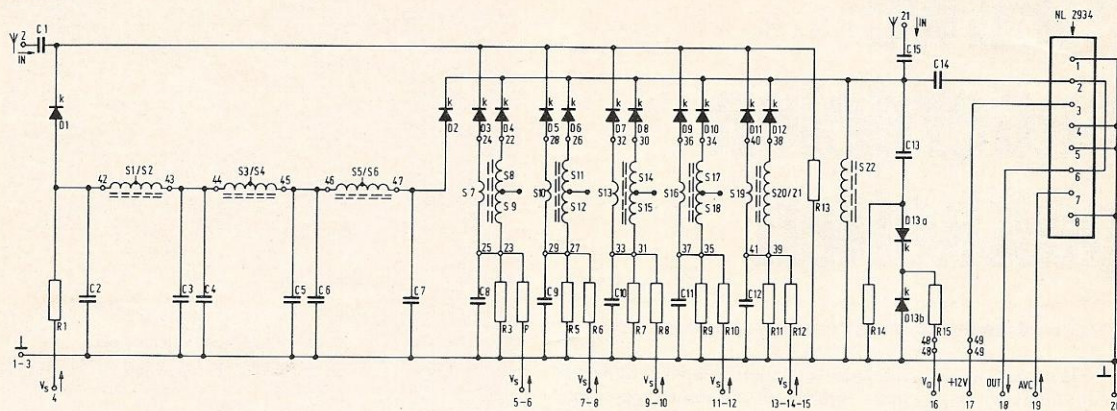 21
IN
NL 2934
2
C1
IN
C15
C14
1
2
3
4
5
6
7
8
k
D1
k
D2
k
D3
24
k
D4
22
k
D5
28
k
D6
26
k
D7
32
k
D8
30
k
D9
36
k
D10
34
k
D11
40
k
D12
38
C13
42
S1/S2
43
44
S3/S4
45
46
S5/S6
47
S7
S8
S9
S10
S11
S12
S13
S14
S15
S16
S17
S18
S19
S20/21
R13
S22
D13a
k
25
23
29
27
33
31
37
35
41
39
k
D13b
R1
C2
C3
C4
C5
C6
C7
C8
R3
C9
R5
R6
C10
R7
R8
C11
R9
R10
C12
R11
R12
R14
R15
48
48
49
49
1-3
Vs
4
Vs
5-6
Vs
7-8
Vs
9-10
Vs
11-12
Vs
13-14-15
16
+12V
17
OUT
18
AVC
19